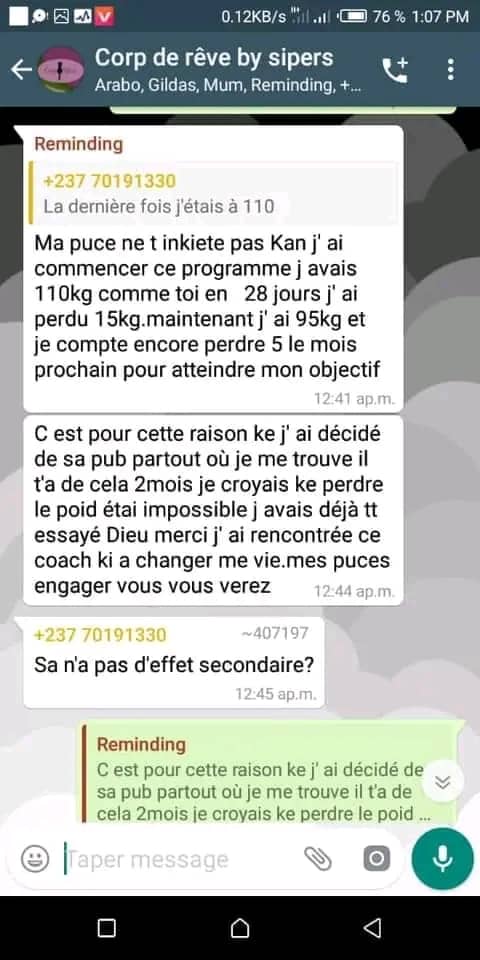 0.12KB/s 76 % 1:07 PM
Corp de rêve by sipers
Arabo, Gildas, Mum, Reminding, +...
Reminding
+237 70191330
La dernière fois j'étais à 110
Ma puce ne t inkiete pas Kan j' ai
commencer ce programme j avais
110kg comme toi en 28 jours j' ai
perdu 15kg.maintenant j' ai 95kg et
je compte encore perdre 5 le mois
prochain pour atteindre mon objectif
12:41 ap.m.
C est pour cette raison ke j' ai décidé
de sa pub partout où je me trouve il
t'a de cela 2mois je croyais ke perdre
le poid étai impossible j avais déjà tt
essayé Dieu merci j' ai rencontrée ce
coach ki a changer me vie.mes puces
engager vous vous verez
12:44 ap.m.
+237 70191330 ~407197
Sa n'a pas d'effet secondaire?
12:45 ap.m.
Reminding
C est pour cette raison ke j' ai décidé de
sa pub partout où je me trouve il t'a de
cela 2mois je croyais ke perdre le poid ...
Taper message